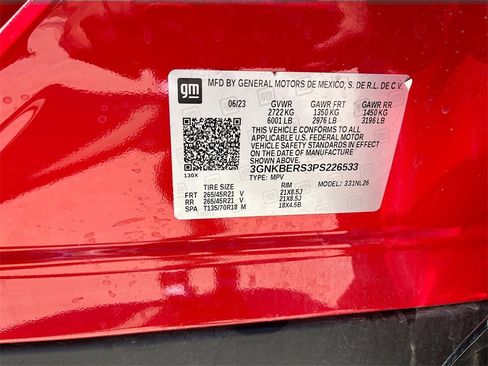 gm
MFD BY GENERAL MOTORS DE MEXICO, S. DE R.L. DE C.V.
06/23 GVWR GAWR FRT GAWR RR
2722 KG 1350 KG 1450 KG
6001 LB 2976 LB 3196 LB
THIS VEHICLE CONFORMS TO ALL
APPLICABLE U.S. FEDERAL MOTOR
VEHICLE SAFETY STANDARDS IN EFFECT
ON THE DATE OF MANUFACTURE SHOWN ABOVE.
3GNKBERS3PS226533
130X TYPE: MPV MODEL: 331NL26
TIRE SIZE RIM
FRT 265/45R21 V 21X8.5J
RR 265/45R21 V 21X8.5J
SPA T135/70R18 M 18X4.5B